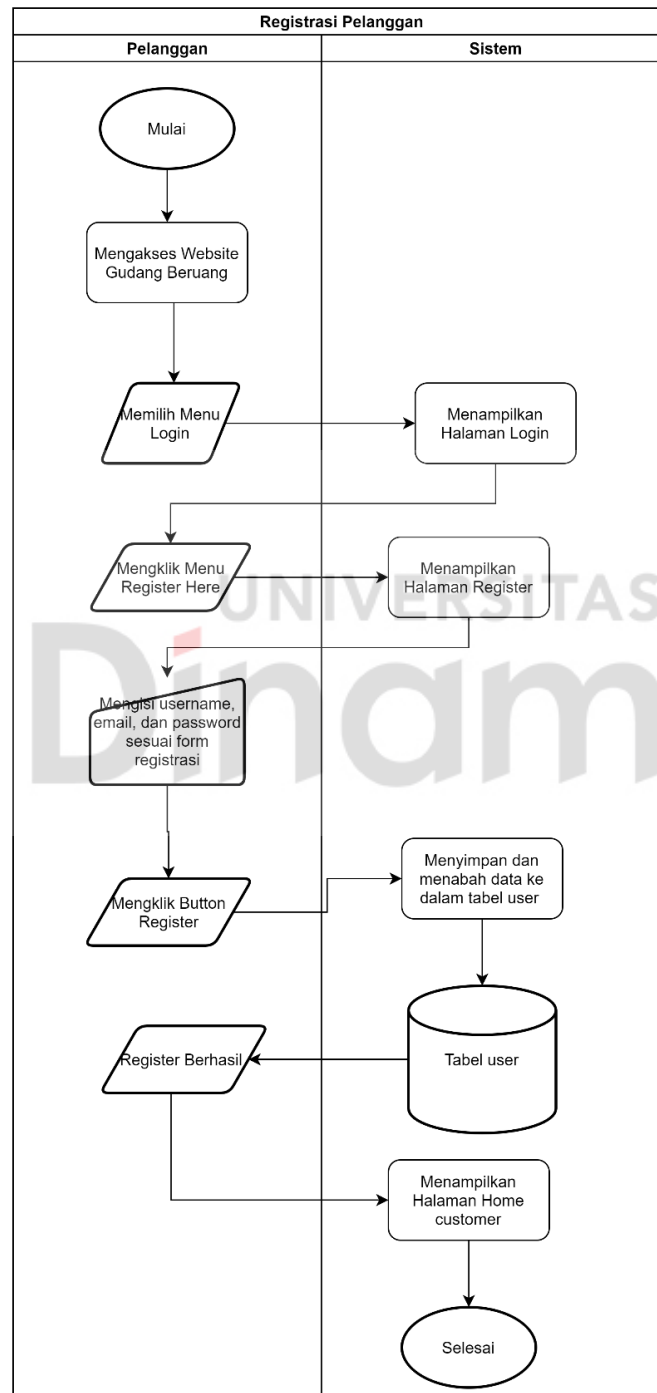 Registrasi Pelanggan
Pelanggan
Sistem
Mulai
Mengakses Website
Gudang Beruang
Memilih Menu
Login
Menampilkan
Halaman Login
Mengklik Menu
Register Here
Menampilkan
Halaman Register
UNIVERSITAS
Dinam
Mengisi username,
email, dan password
sesuai form
registrasi
Mengklik Button
Register
Menyimpan dan
menabah data ke
dalam tabel user
Register Berhasil
Tabel user
Menampilkan
Halaman Home
customer
Selesai